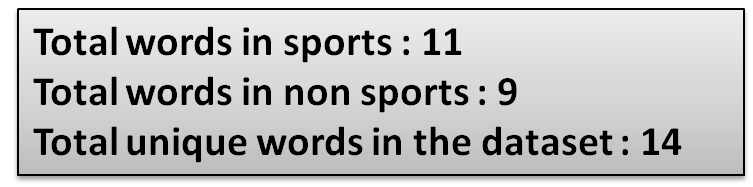 Total words in sports : 11
Total words in non sports : 9
Total unique words in the dataset : 14